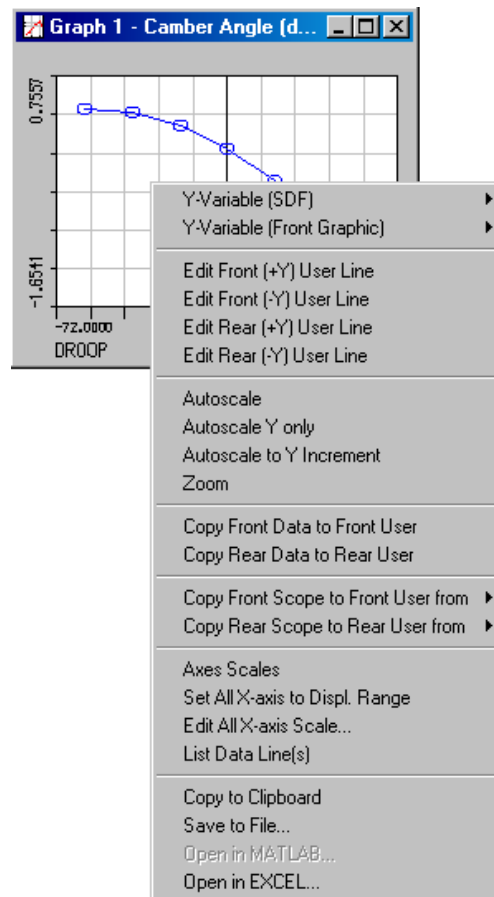 Graph 1 - Camber Angle (d...
0.7557
-1.6511
-72.0000
DROOP
Y-Variable (SDF)
Y-Variable (Front Graphic)
Edit Front (+Y) User Line
Edit Front (-Y) User Line
Edit Rear (+Y) User Line
Edit Rear (-Y) User Line
Autoscale
Autoscale Y only
Autoscale to Y Increment
Zoom
Copy Front Data to Front User
Copy Rear Data to Rear User
Copy Front Scope to Front User from
Copy Rear Scope to Rear User from
Axes Scales
Set All X-axis to Displ. Range
Edit All X-axis Scale...
List Data Line(s)
Copy to Clipboard
Save to File...
Open in MATLAB...
Open in EXCEL...